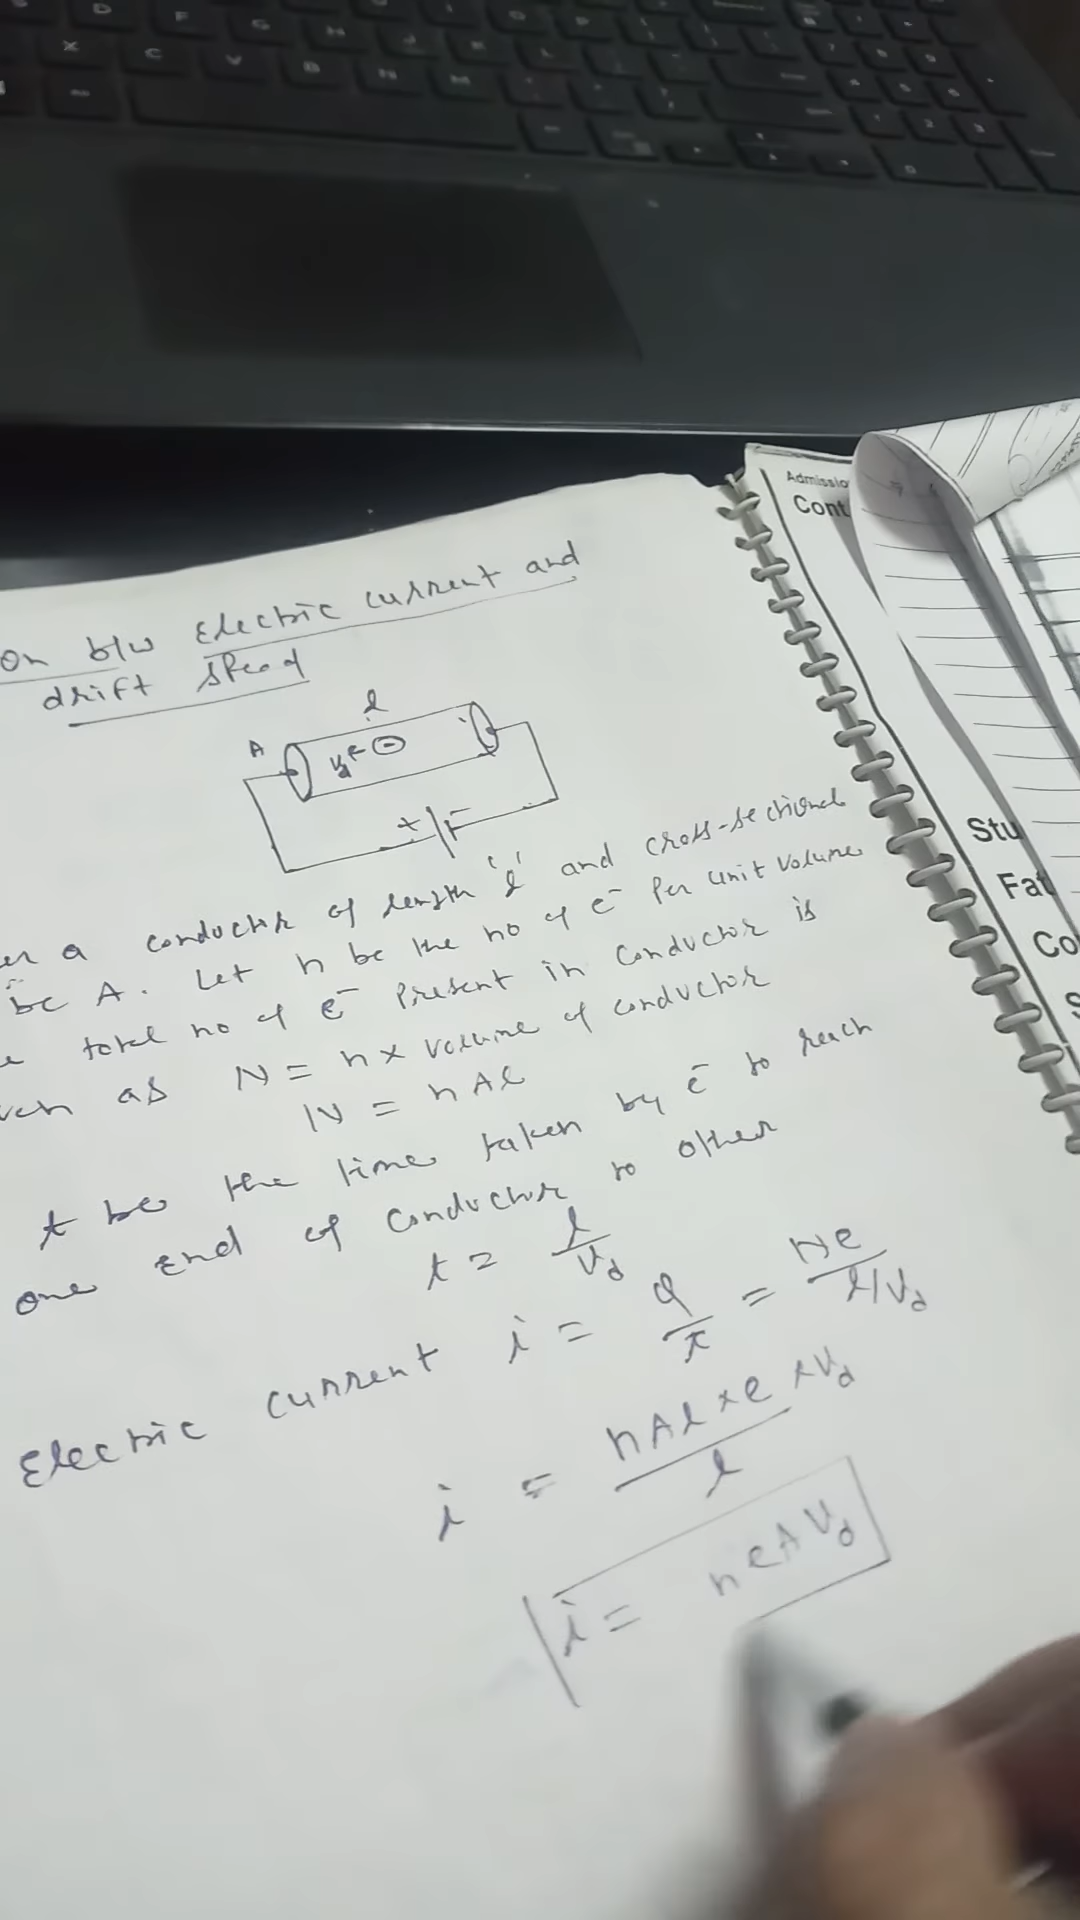 on b/w Electric current and
drift speed
l
A
Vd ← ⊖
+ -
a conductor of length 'l' and cross-sectional
be A. Let n be the no of e⁻ per unit volume
total no of e⁻ present in conductor is
as N = n x volume of conductor
N = nAl
t be the time taken by e⁻ to reach
one end of conductor to other
t = l/Vd
Electric current i = Q/t = Ne/l/Vd
i = nAl x e x Vd/l
i = neAVd
Admissio
Cont
Stu
Fat
Co
S